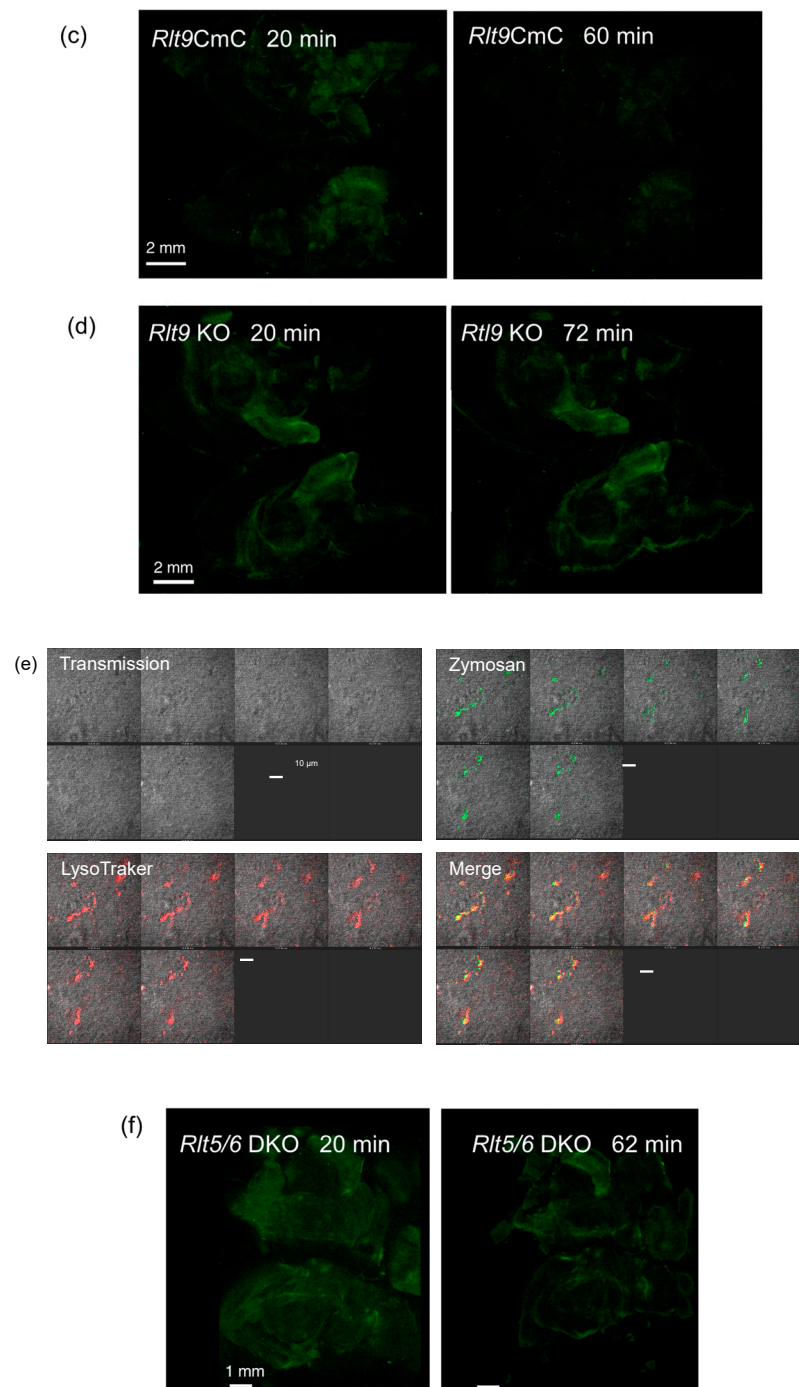 (c)
Rlt9CmC 20 min
Rlt9CmC 60 min
2 mm
(d)
Rlt9 KO 20 min
Rtl9 KO 72 min
2 mm
(e)
Transmission
Zymosan
10 µm
LysoTraker
Merge
(f)
Rlt5/6 DKO 20 min
Rlt5/6 DKO 62 min
1 mm